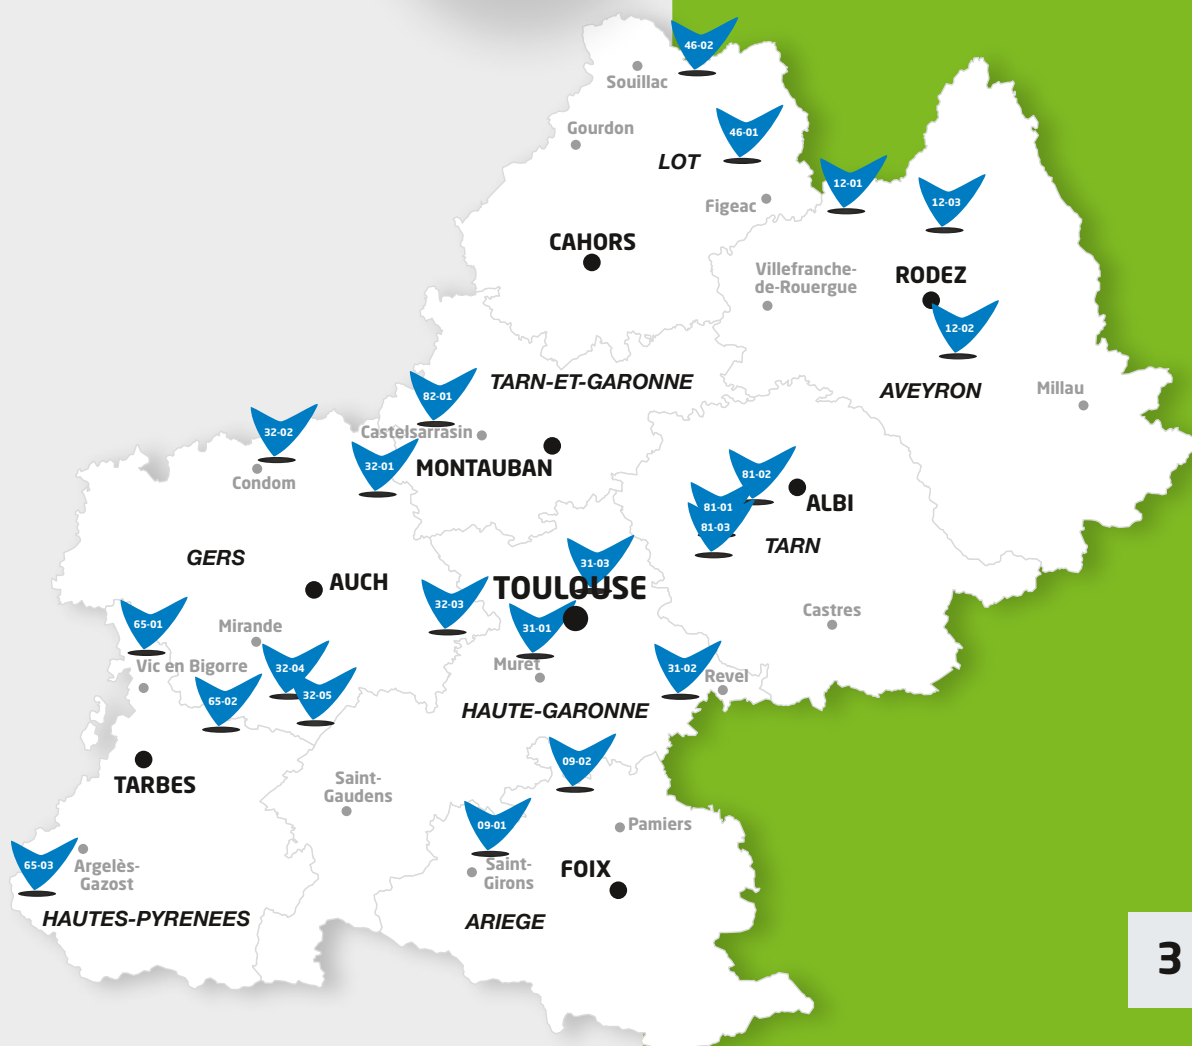 46-02
Souillac
46-01
Gourdon
LOT
12-01
12-03
Figeac
CAHORS
Villefranche-
de-Rouergue
RODEZ
12-02
TARN-ET-GARONNE
AVEYRON
Millau
82-01
32-02
Castelsarrasin
32-01
MONTAUBAN
Condom
81-02
81-01
81-03
ALBI
TARN
GERS
31-03
AUCH
TOULOUSE
32-03
Castres
65-01
Mirande
31-01
Vic en Bigorre
32-04
Muret
31-02
Revel
65-02
32-05
HAUTE-GARONNE
09-02
TARBES
Saint-
Gaudens
09-01
Pamiers
65-03
Argelès-
Gazost
Saint-
Girons
FOIX
HAUTES-PYRENEES
ARIEGE
3